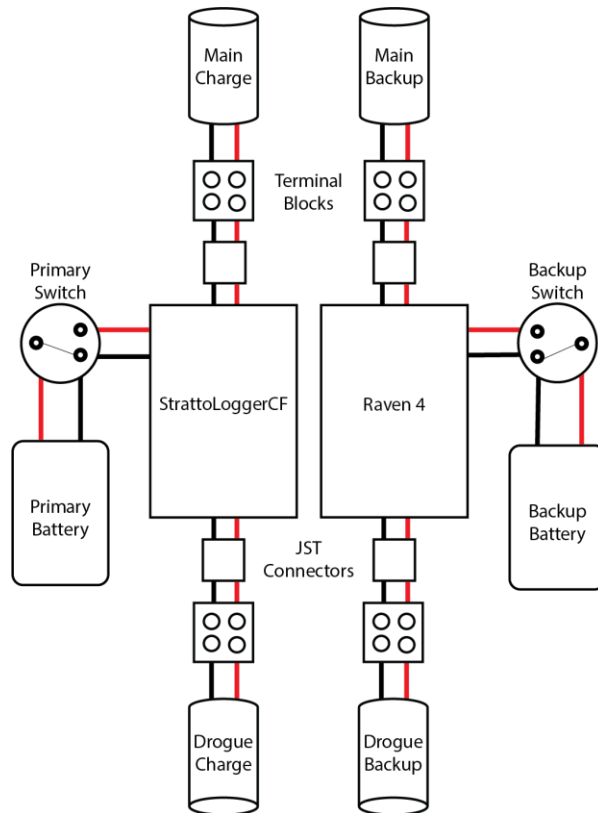 Main
Charge
Main
Backup
Terminal
Blocks
Primary
Switch
Backup
Switch
StrattoLoggerCF
Raven 4
Primary
Battery
Backup
Battery
JST
Connectors
Drogue
Charge
Drogue
Backup